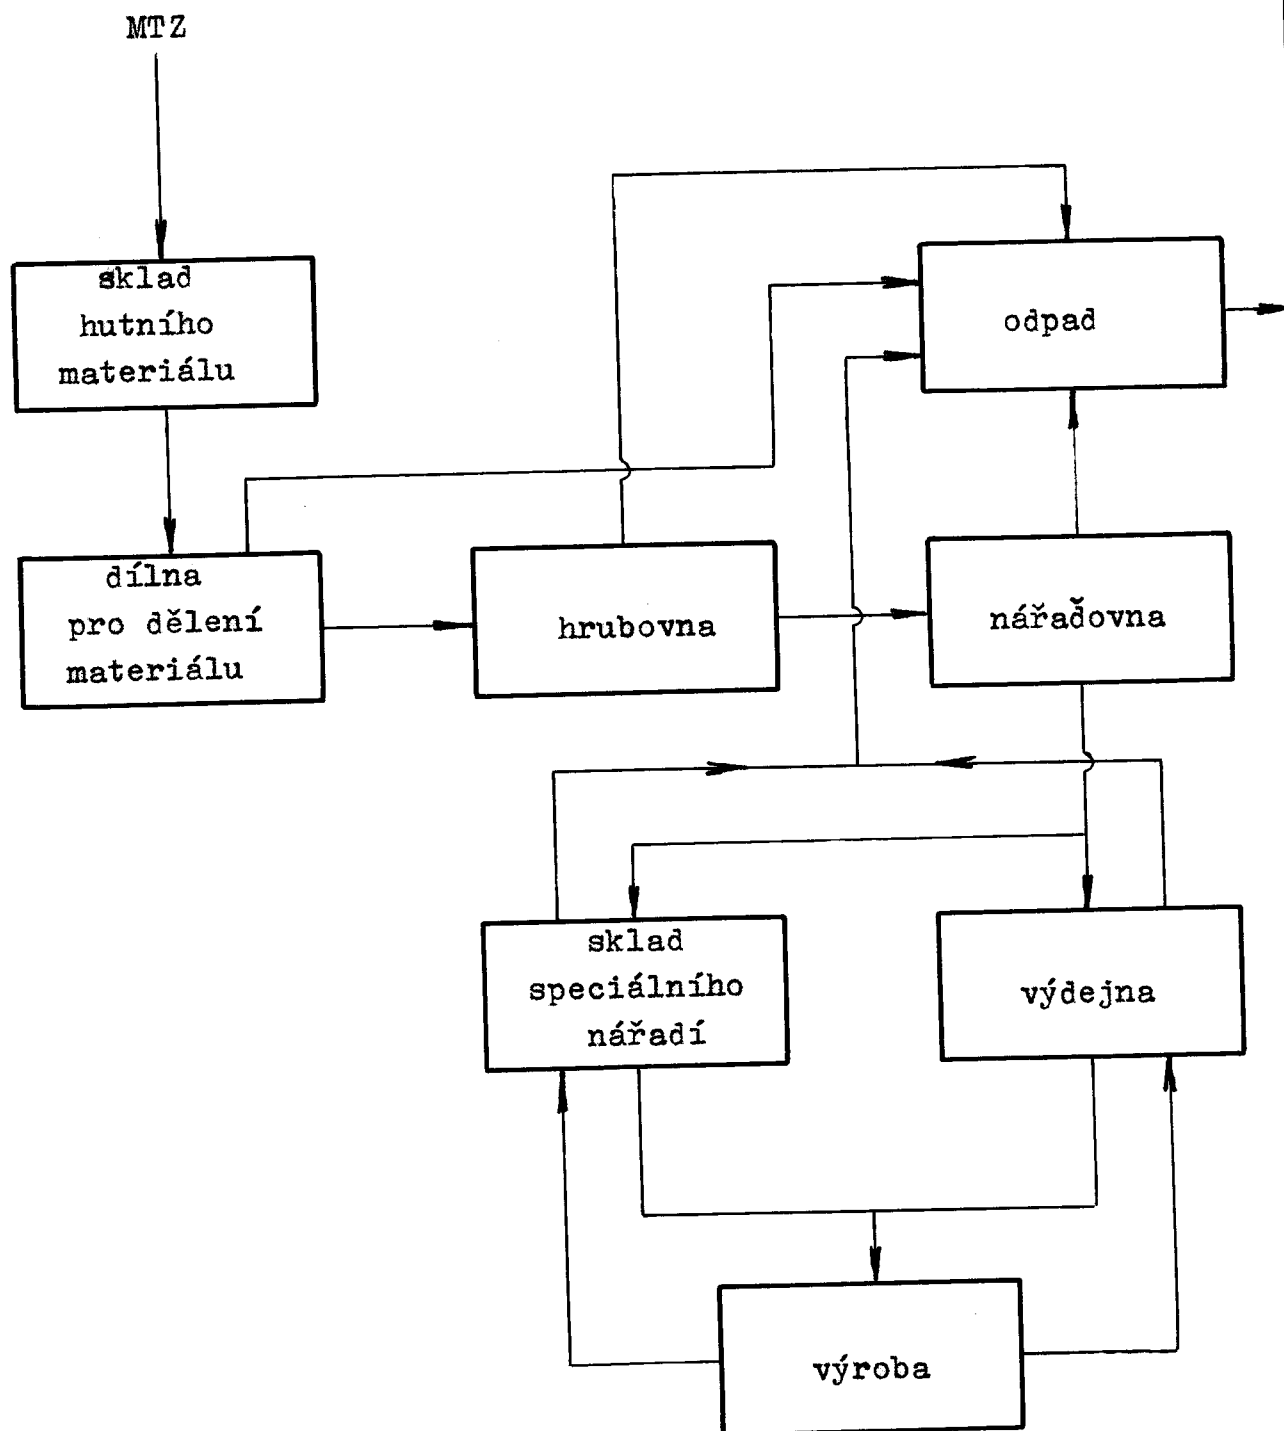 MTZ
sklad
hutního
materiálu
odpad
dílna
pro dělení
materiálu
hrubovna
nářaďovna
sklad
speciálního
nářadí
výdejna
výroba